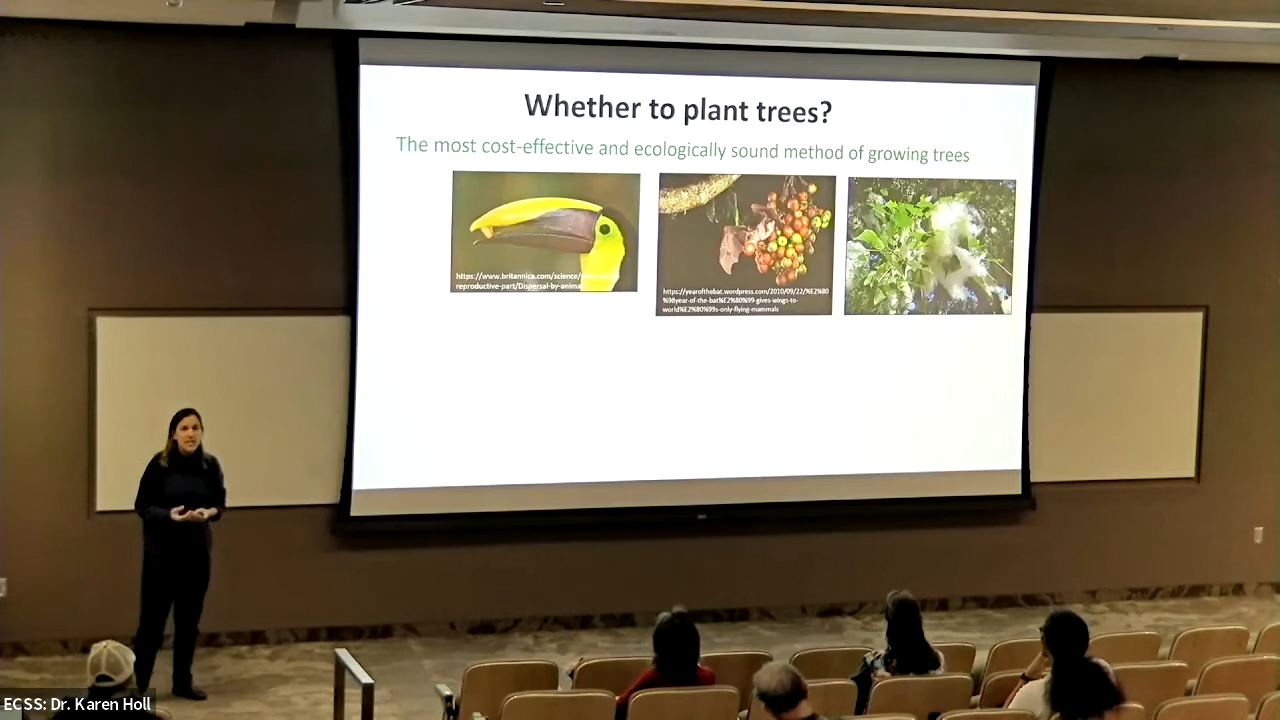 Whether to plant trees?
The most cost-effective and ecologically sound method of growing trees
https://www.britannica.com/science/
reproductive-part/Dispersal-by-anima
https://yearofthebat.wordpress.com/2010/09/22/%E2%80
%98year-of-the-bat%E2%80%99-gives-wings-to-
world%E2%80%99s-only-flying-mammals
ECSS: Dr. Karen Holl